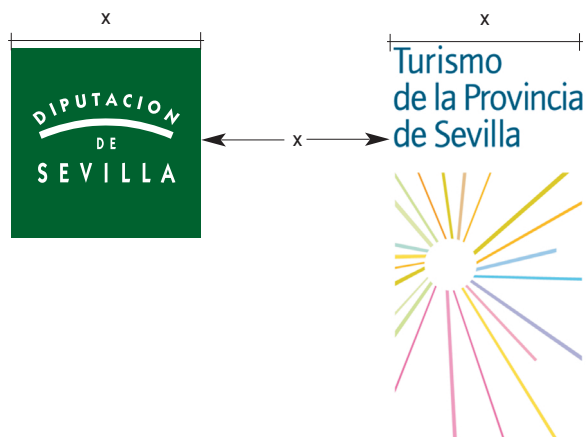 x
x
DIPUTACION
DE
SEVILLA
x
Turismo
de la Provincia
de Sevilla